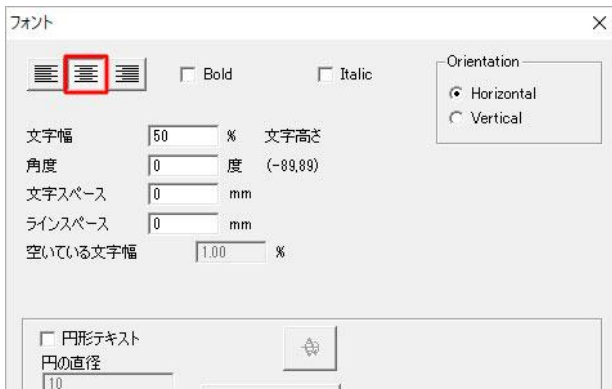 フォント
Bold
Italic
Orientation
Horizontal
Vertical
文字幅 50 % 文字高さ
角度 0 度 (-89,89)
文字スペース 0 mm
ラインスペース 0 mm
空いている文字幅 1.00 %
円形テキスト
円の直径
10